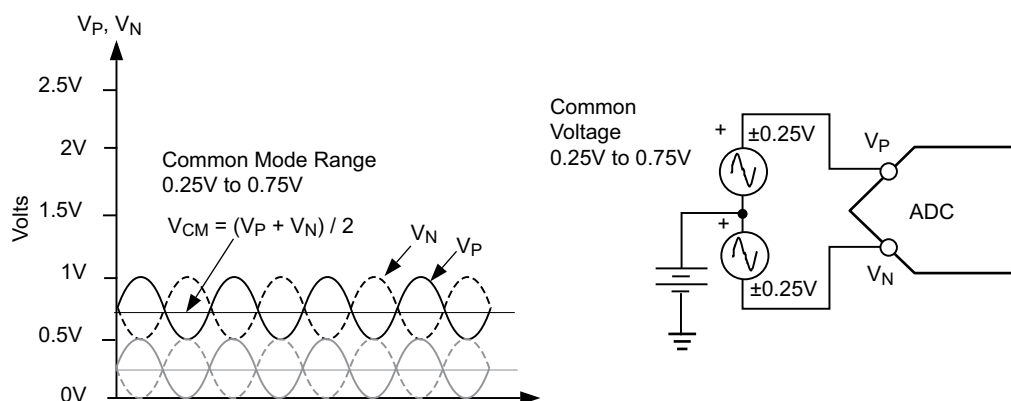 V_P, V_N
2.5V
2V
1.5V
1V
0.5V
0V
Volts
Common Mode Range
0.25V to 0.75V
V_CM = (V_P + V_N) / 2
V_N
V_P
Common
Voltage
0.25V to 0.75V
+
±0.25V
+
±0.25V
V_P
ADC
V_N